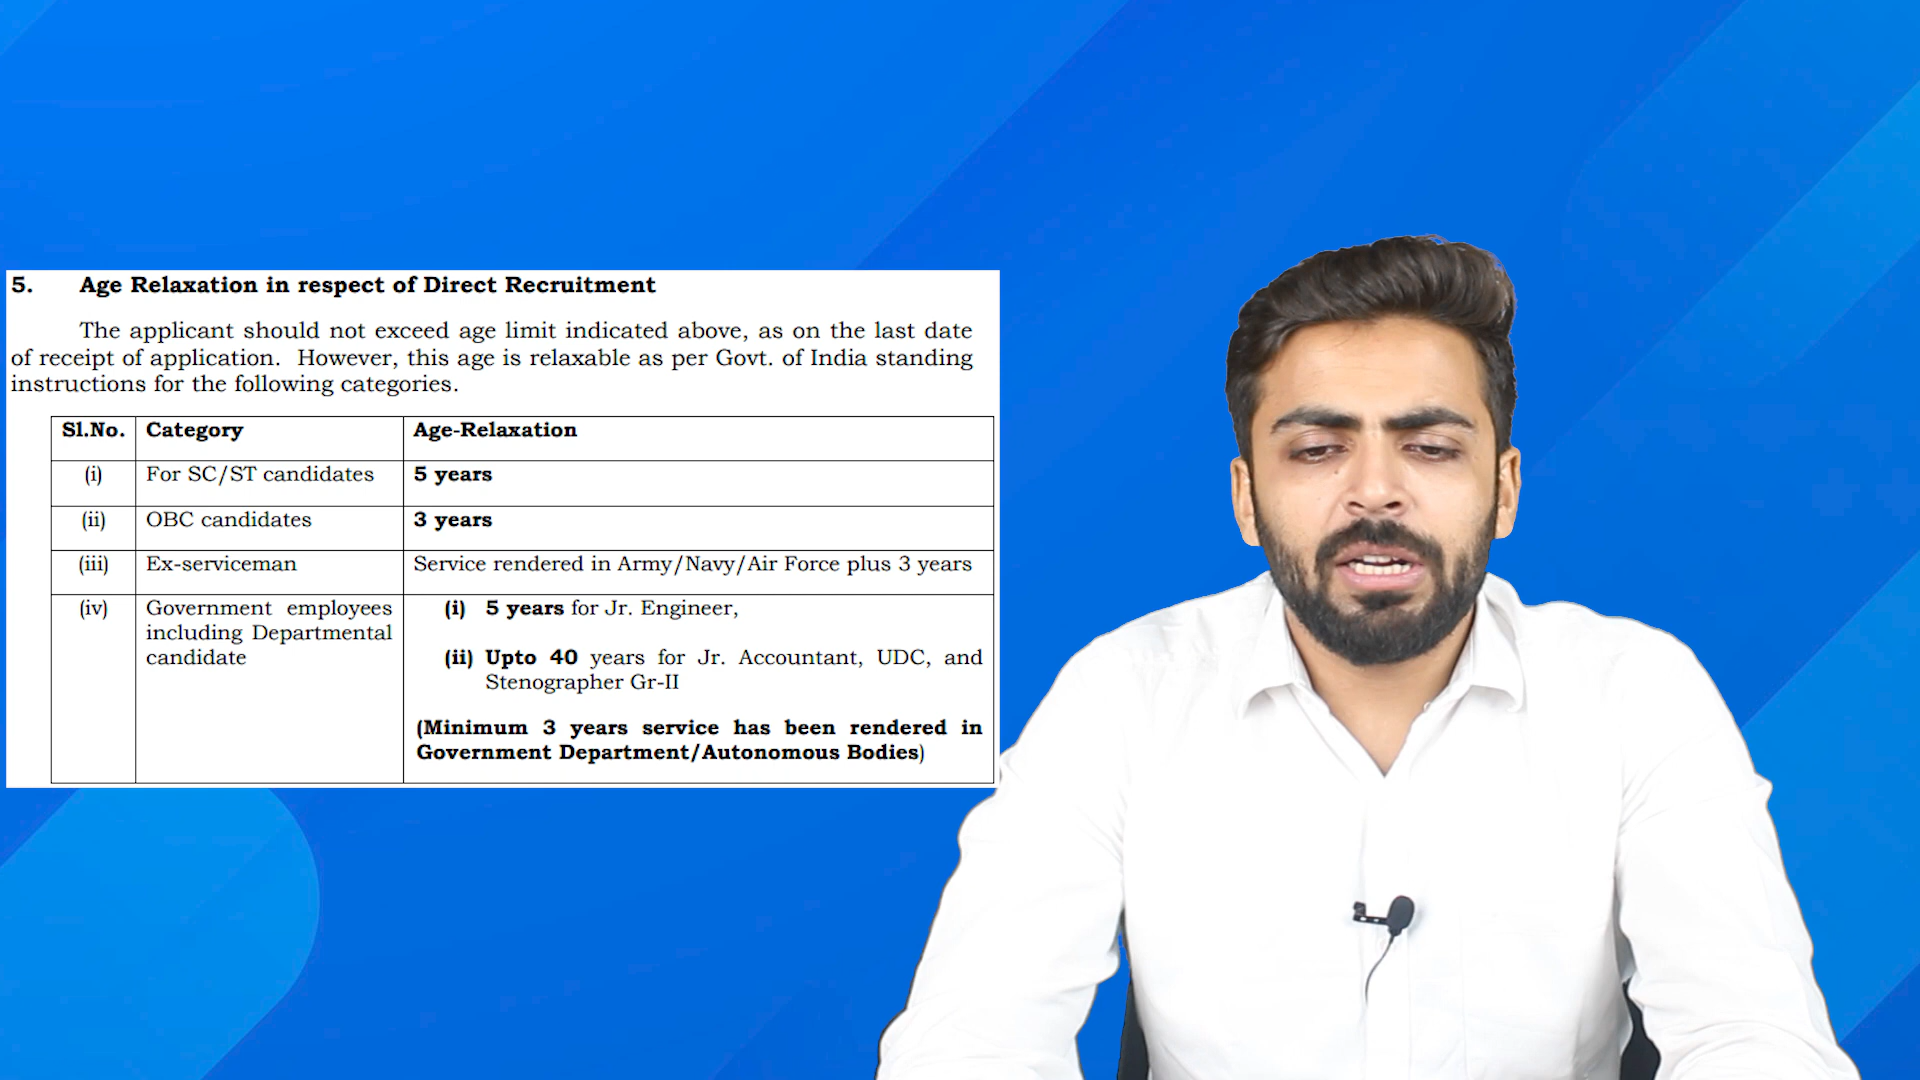 5. Age Relaxation in respect of Direct Recruitment
The applicant should not exceed age limit indicated above, as on the last date
of receipt of application. However, this age is relaxable as per Govt. of India standing
instructions for the following categories.
Sl.No. Category Age-Relaxation
(i) For SC/ST candidates 5 years
(ii) OBC candidates 3 years
(iii) Ex-serviceman Service rendered in Army/Navy/Air Force plus 3 years
(iv) Government employees
including Departmental
candidate
(i) 5 years for Jr. Engineer,
(ii) Upto 40 years for Jr. Accountant, UDC, and
Stenographer Gr-II
(Minimum 3 years service has been rendered in
Government Department/Autonomous Bodies)